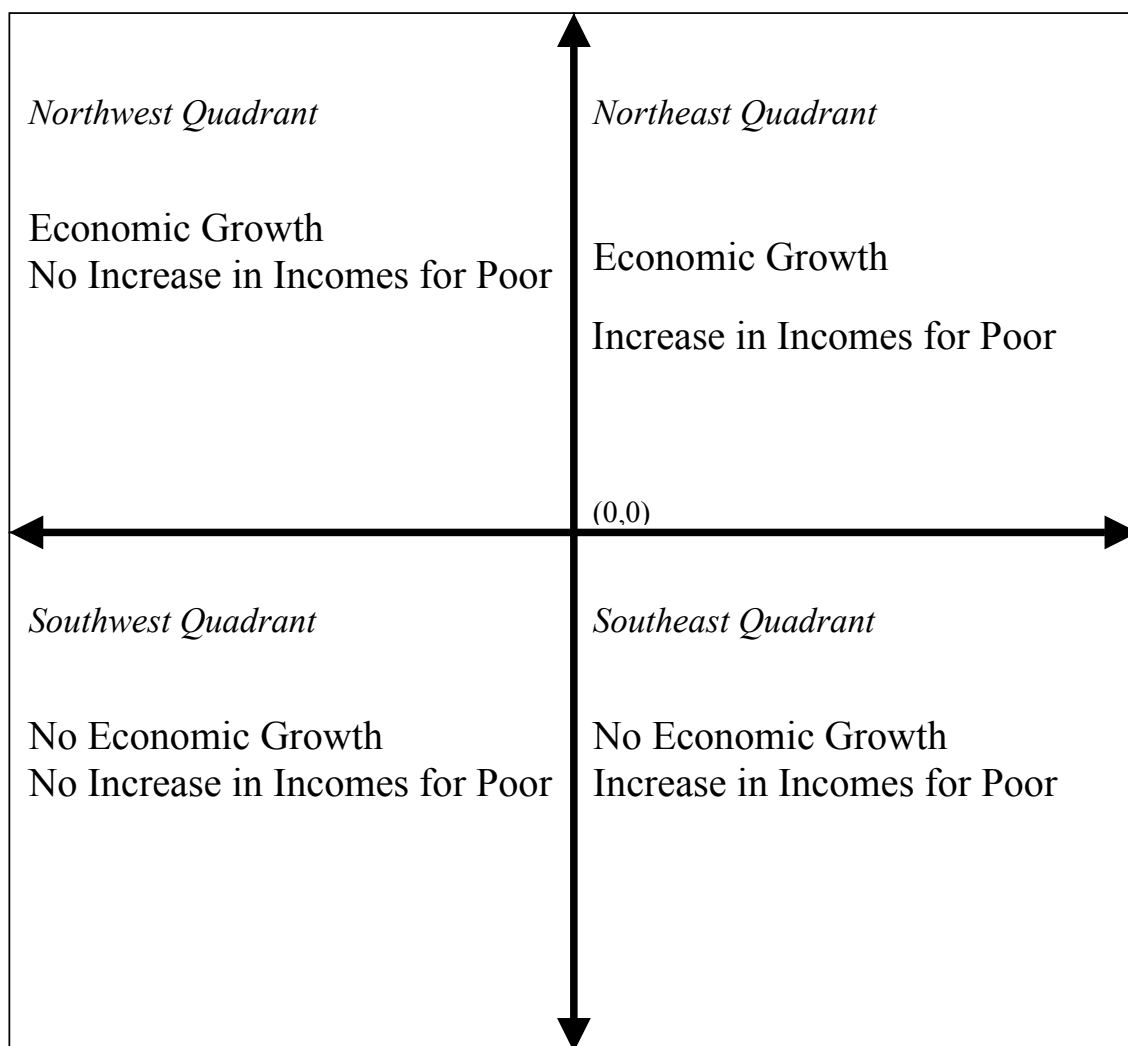 Northwest Quadrant
Economic Growth
No Increase in Incomes for Poor
Northeast Quadrant
Economic Growth
Increase in Incomes for Poor
(0,0)
Southwest Quadrant
No Economic Growth
No Increase in Incomes for Poor
Southeast Quadrant
No Economic Growth
Increase in Incomes for Poor